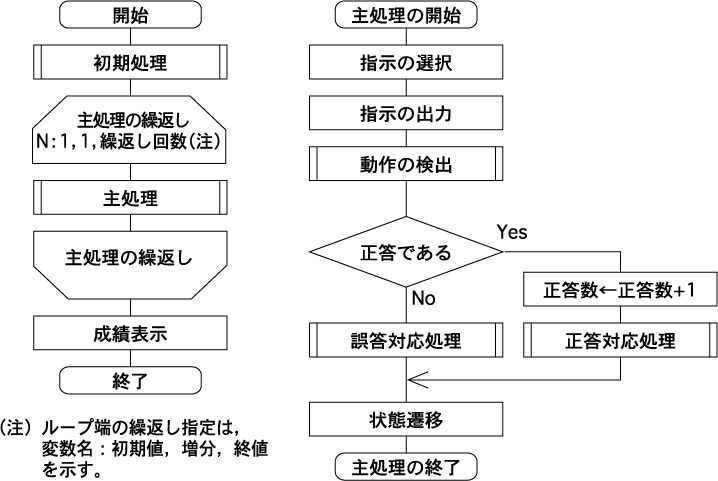 開始
初期処理
主処理の繰返し
N:1,1,繰返し回数(注)
主処理
主処理の繰返し
成績表示
終了
(注) ループ端の繰返し指定は,
変数名:初期値, 増分, 終値
を示す。
主処理の開始
指示の選択
指示の出力
動作の検出
正答である
Yes
No
正答数←正答数+1
誤答対応処理
正答対応処理
状態遷移
主処理の終了